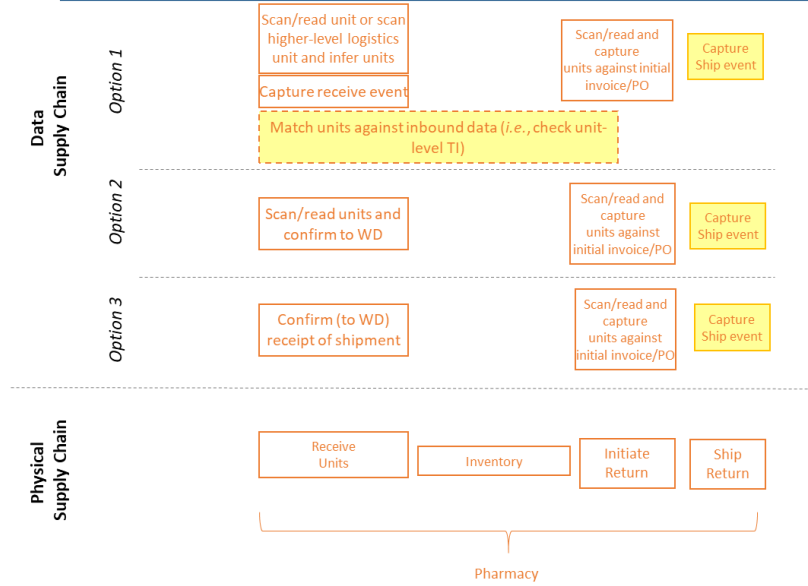 Data
Supply Chain
Option 1
Scan/read unit or scan
higher-level logistics
unit and infer units
Capture receive event
Match units against inbound data (i.e., check unit-
level TI)
Scan/read and
capture
units against initial
invoice/PO
Capture
Ship event
Option 2
Scan/read units and
confirm to WD
Scan/read and
capture
units against
initial invoice/PO
Capture
Ship event
Option 3
Confirm (to WD)
receipt of shipment
Scan/read and
capture
units against
initial invoice/PO
Capture
Ship event
Physical
Supply Chain
Receive
Units
Inventory
Initiate
Return
Ship
Return
Pharmacy